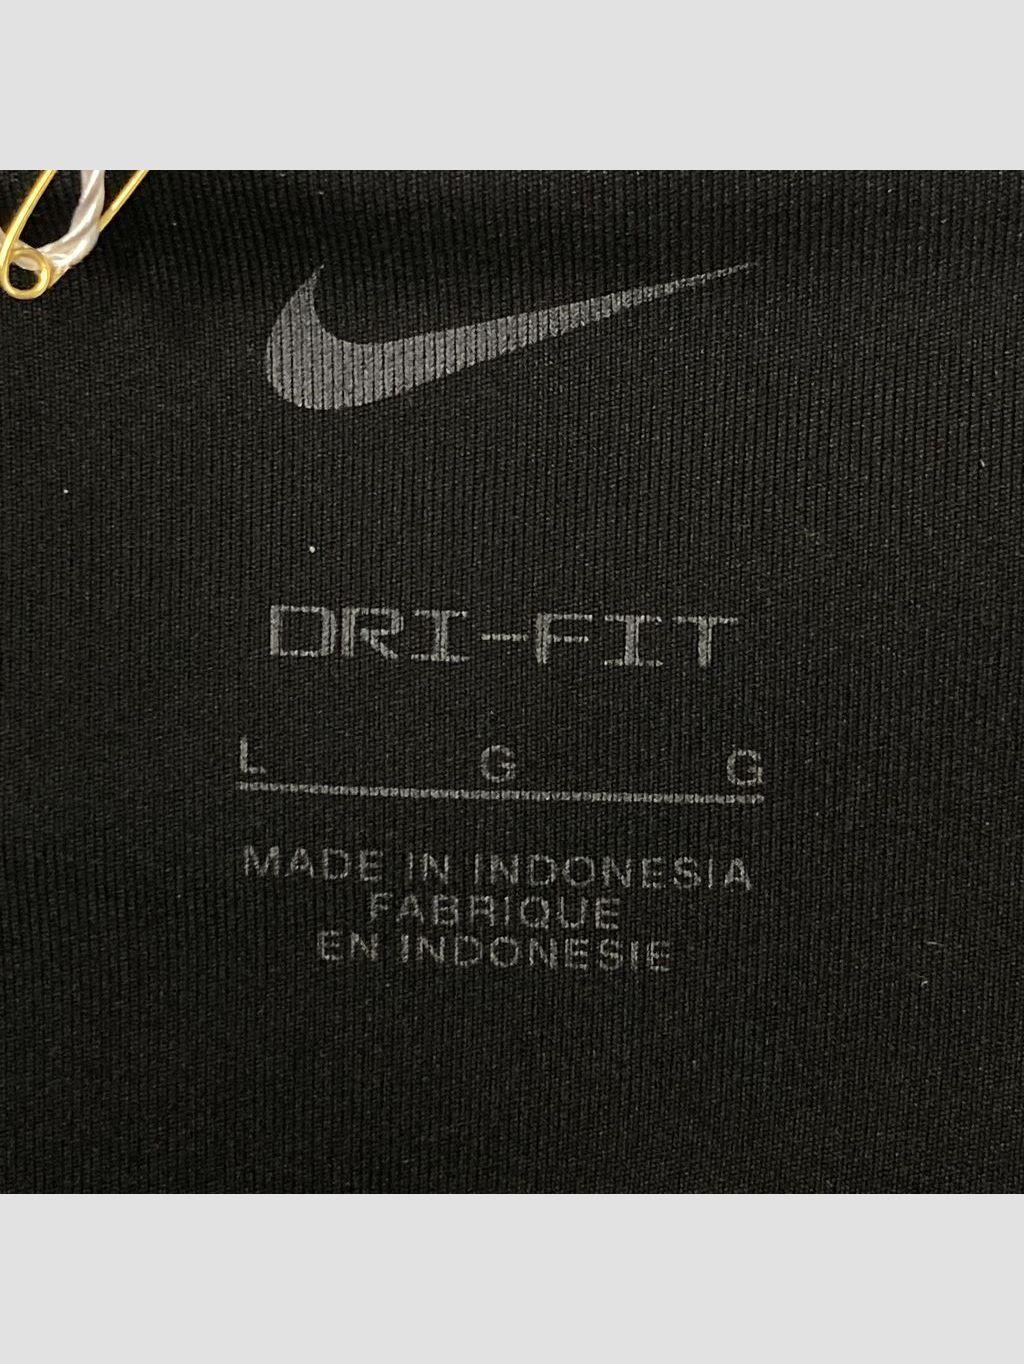 DRI-FIT
L G G
MADE IN INDONESIA
FABRIQUE
EN INDONESIE